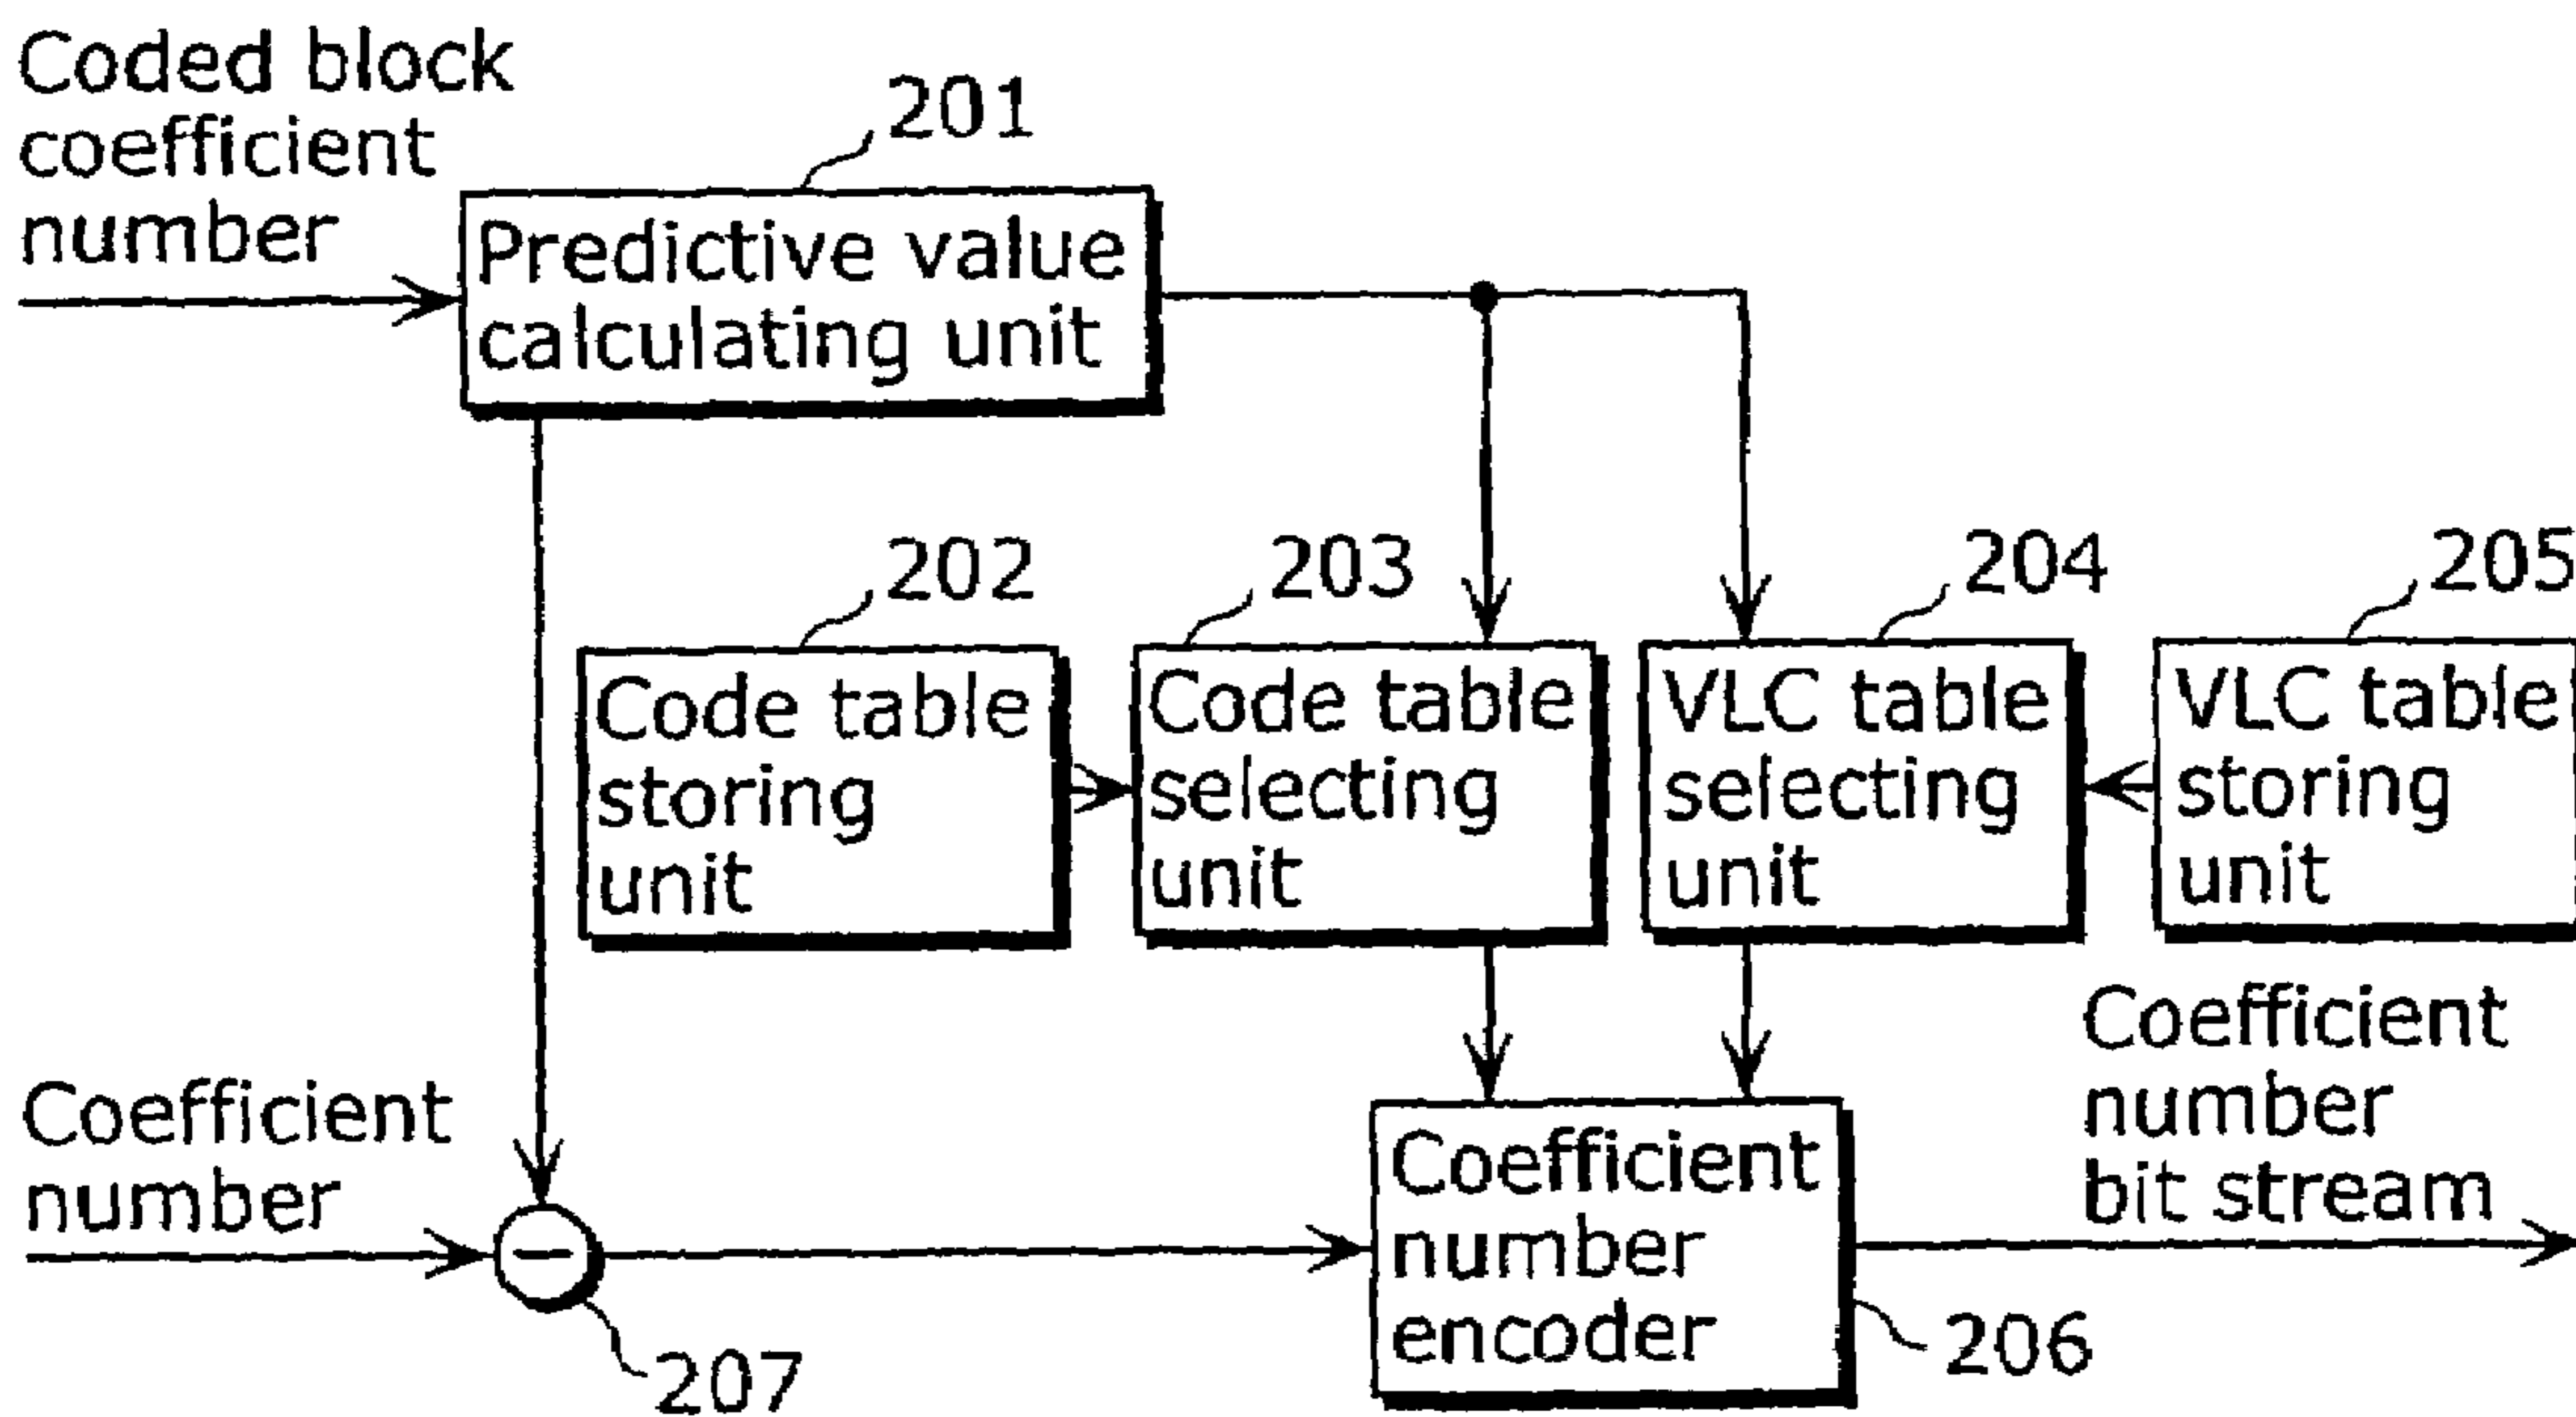 Coded block
coefficient
number
201
Predictive value
calculating unit
202
203
204
205
Code table
storing
unit
Code table
selecting
unit
VLC table
selecting
unit
VLC table
storing
unit
Coefficient
number
Coefficient
number
encoder
Coefficient
number
bit stream
206
207